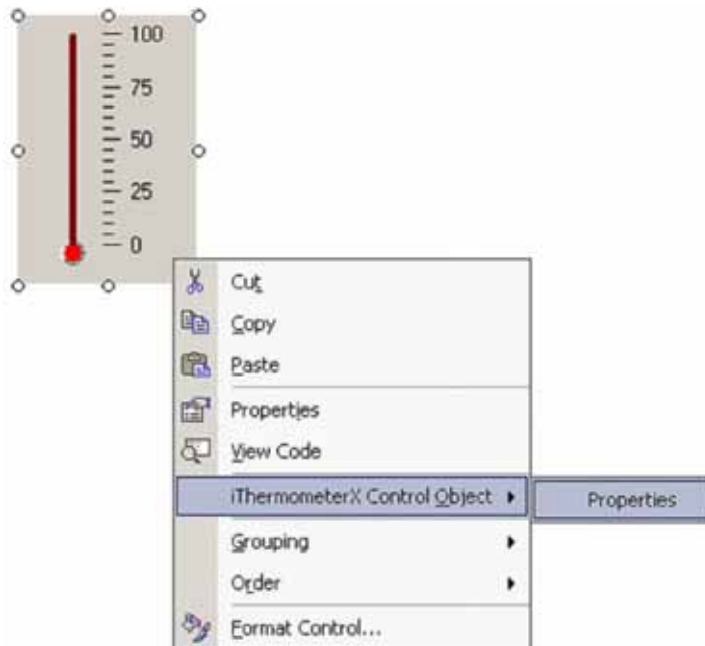 100
75
50
25
0
Cut
Copy
Paste
Properties
View Code
iThermometerX Control Object
Properties
Grouping
Order
Format Control...